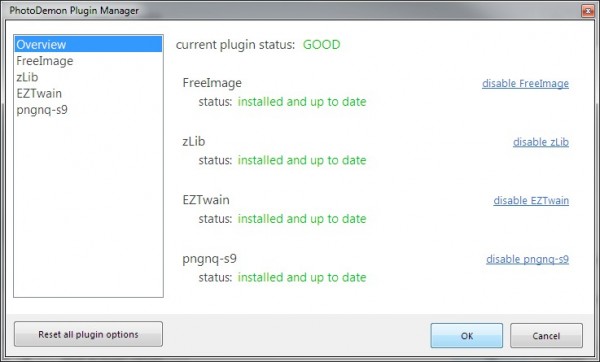 PhotoDemon Plugin Manager
Overview
FreeImage
zLib
EZTwain
pngnq-s9
current plugin status: GOOD
FreeImage disable FreeImage
status: installed and up to date
zLib disable zLib
status: installed and up to date
EZTwain disable EZTwain
status: installed and up to date
pngnq-s9 disable pngnq-s9
status: installed and up to date
Reset all plugin options
OK
Cancel